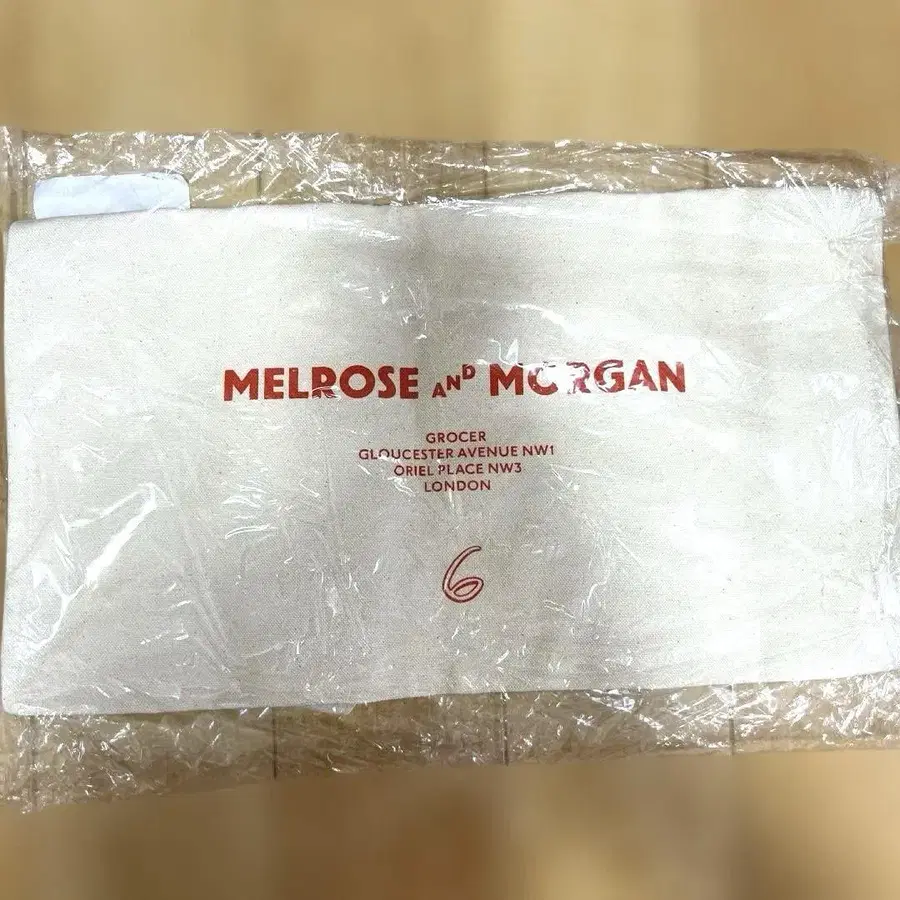 MELROSE AND MORGAN
GROCER
GLOUCESTER AVENUE NW1
ORIEL PLACE NW3
LONDON
6